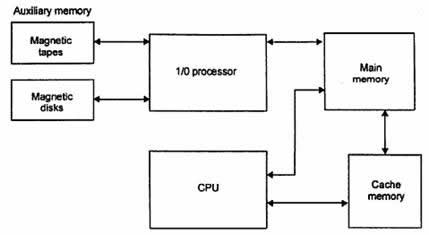 Auxiliary memory
Magnetic
tapes
1/0 processor
Main
memory
Magnetic
disks
CPU
Cache
memory